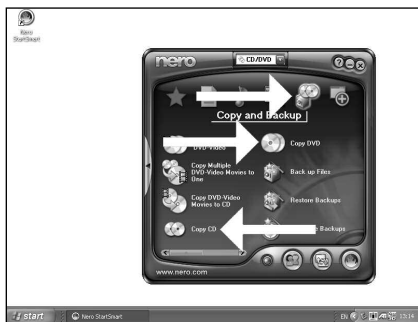 Nero
StartSmart
nero
CD/DVD
Copy and Backup
DVD-Video
Copy DVD
Copy Multiple
DVD-Video Movies to
One
Back up Files
Copy DVD-Video
Movies to CD
Restore Backups
Copy CD
e Backups
www.nero.com
start
Nero StartSmart
EN
15:14